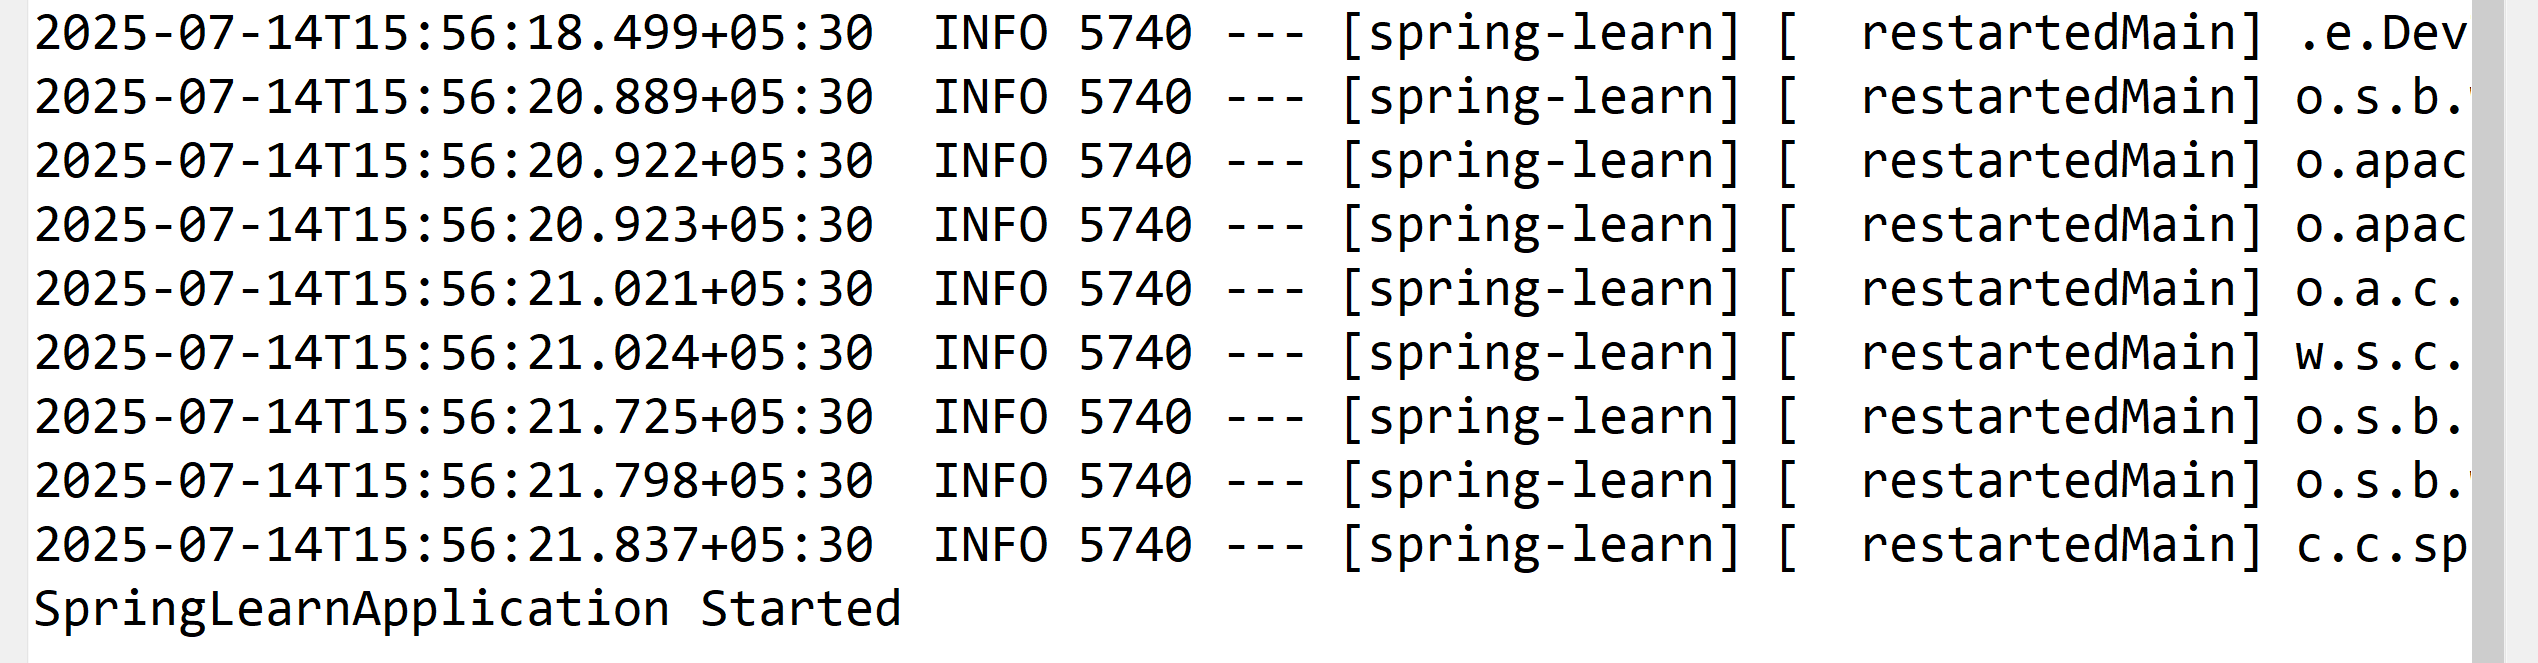 2025-07-14T15:56:18.499+05:30  INFO 5740 --- [spring-learn] [  restartedMain] .e.Dev
2025-07-14T15:56:20.889+05:30  INFO 5740 --- [spring-learn] [  restartedMain] o.s.b.
2025-07-14T15:56:20.922+05:30  INFO 5740 --- [spring-learn] [  restartedMain] o.apac
2025-07-14T15:56:20.923+05:30  INFO 5740 --- [spring-learn] [  restartedMain] o.apac
2025-07-14T15:56:21.021+05:30  INFO 5740 --- [spring-learn] [  restartedMain] o.a.c.
2025-07-14T15:56:21.024+05:30  INFO 5740 --- [spring-learn] [  restartedMain] w.s.c.
2025-07-14T15:56:21.725+05:30  INFO 5740 --- [spring-learn] [  restartedMain] o.s.b.
2025-07-14T15:56:21.798+05:30  INFO 5740 --- [spring-learn] [  restartedMain] o.s.b.
2025-07-14T15:56:21.837+05:30  INFO 5740 --- [spring-learn] [  restartedMain] c.c.sp
SpringLearnApplication Started